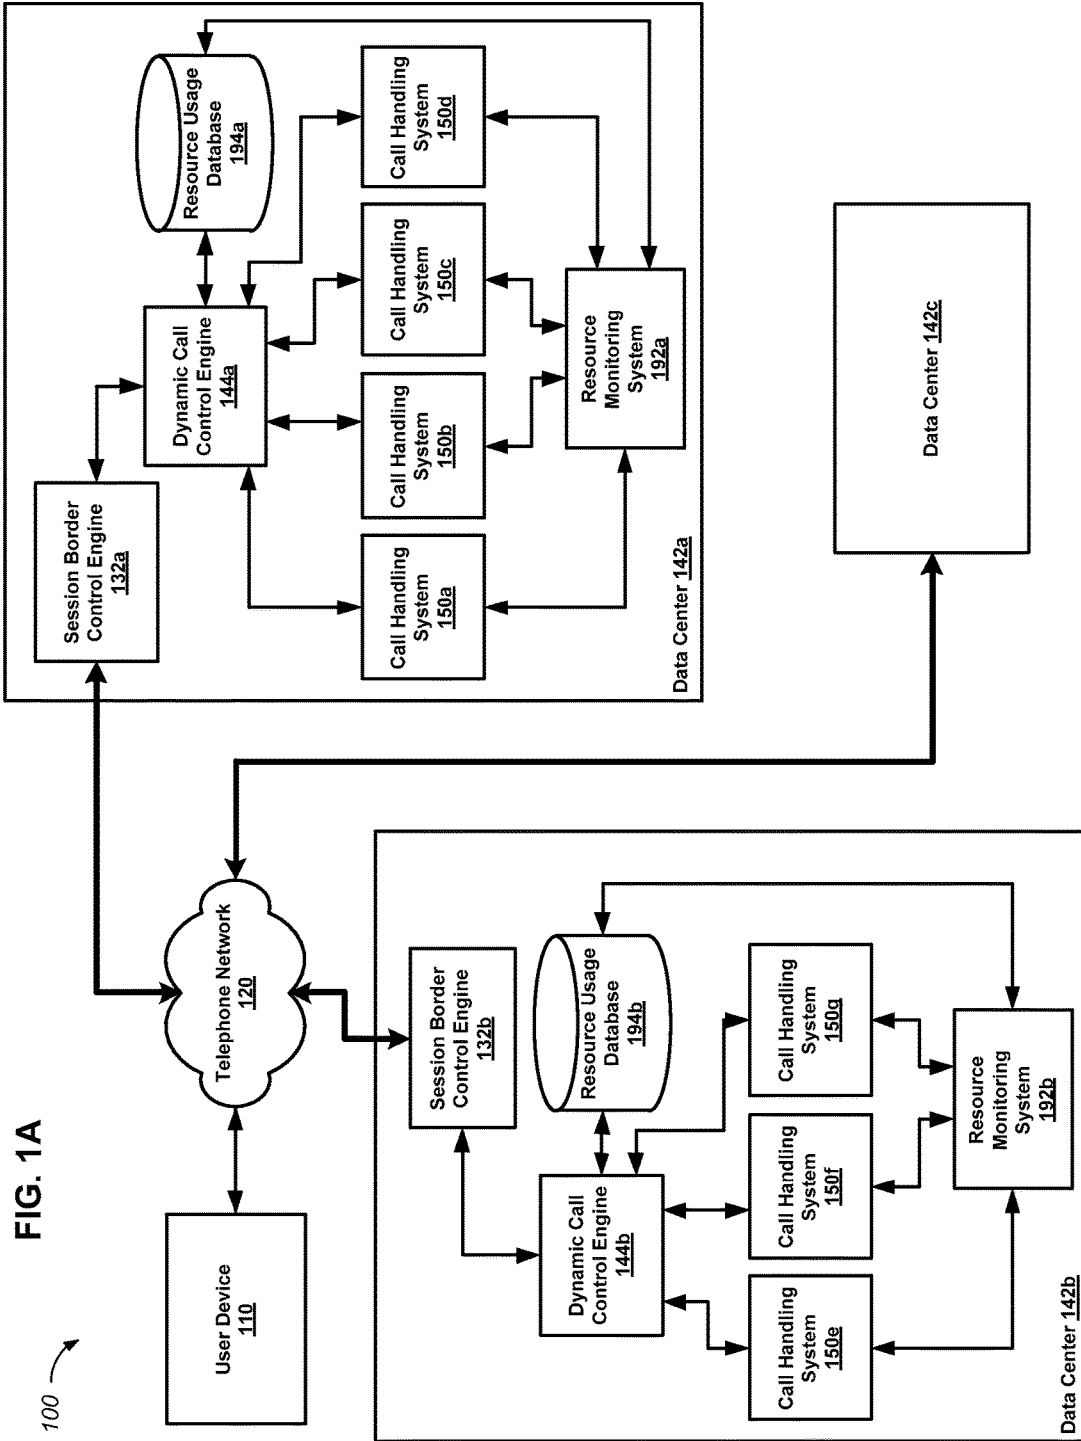 FIG. 1A
100
User Device
110
Telephone Network
120
Session Border
Control Engine
132a
Dynamic Call
Control Engine
144a
Resource Usage
Database
194a
Call Handling
System
150a
Call Handling
System
150b
Call Handling
System
150c
Call Handling
System
150d
Resource
Monitoring
System
192a
Data Center 142a
Session Border
Control Engine
132b
Dynamic Call
Control Engine
144b
Resource Usage
Database
194b
Call Handling
System
150e
Call Handling
System
150f
Call Handling
System
150g
Resource
Monitoring
System
192b
Data Center 142b
Data Center 142c